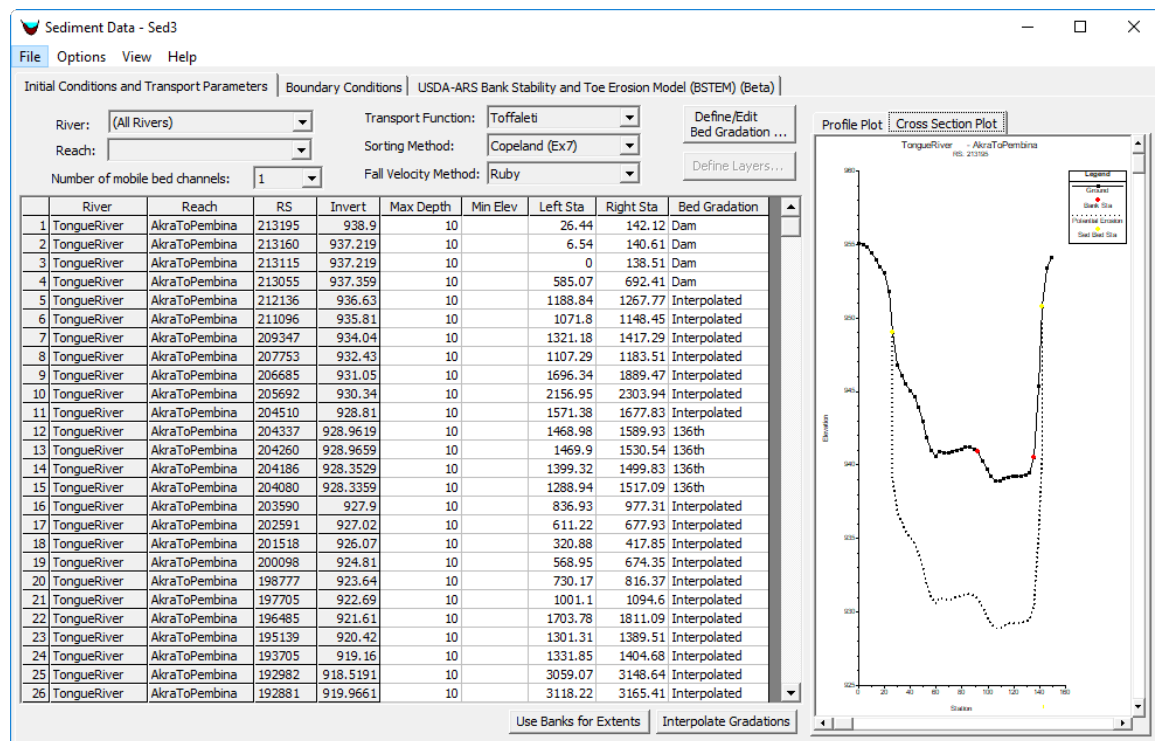 Sediment Data - Sed3
File Options View Help
Initial Conditions and Transport Parameters Boundary Conditions USDA-ARS Bank Stability and Toe Erosion Model (BSTEM) (Beta)
River: (All Rivers)
Reach:
Number of mobile bed channels: 1
Transport Function: Toffaleti
Sorting Method: Copeland (Ex7)
Fall Velocity Method: Ruby
Define/Edit
Bed Gradation ...
Define Layers...
River Reach RS Invert Max Depth Min Elev Left Sta Right Sta Bed Gradation
1 TongueRiver AkraToPembina 213195 938.9 10 26.44 142.12 Dam
2 TongueRiver AkraToPembina 213160 937.219 10 6.54 140.61 Dam
3 TongueRiver AkraToPembina 213115 937.219 10 0 138.51 Dam
4 TongueRiver AkraToPembina 213055 937.359 10 585.07 692.41 Dam
5 TongueRiver AkraToPembina 212136 936.63 10 1188.84 1267.77 Interpolated
6 TongueRiver AkraToPembina 211096 935.81 10 1071.8 1148.45 Interpolated
7 TongueRiver AkraToPembina 209347 934.04 10 1321.18 1417.29 Interpolated
8 TongueRiver AkraToPembina 207753 932.43 10 1107.29 1183.51 Interpolated
9 TongueRiver AkraToPembina 206685 931.05 10 1696.34 1889.47 Interpolated
10 TongueRiver AkraToPembina 205692 930.34 10 2156.95 2303.94 Interpolated
11 TongueRiver AkraToPembina 204510 928.81 10 1571.38 1677.83 Interpolated
12 TongueRiver AkraToPembina 204337 928.9619 10 1468.98 1589.93 136th
13 TongueRiver AkraToPembina 204260 928.9659 10 1469.9 1530.54 136th
14 TongueRiver AkraToPembina 204186 928.3529 10 1399.32 1499.83 136th
15 TongueRiver AkraToPembina 204080 928.3359 10 1288.94 1517.09 136th
16 TongueRiver AkraToPembina 203590 927.9 10 836.93 977.31 Interpolated
17 TongueRiver AkraToPembina 202591 927.02 10 611.22 677.93 Interpolated
18 TongueRiver AkraToPembina 201518 926.07 10 320.88 417.85 Interpolated
19 TongueRiver AkraToPembina 200098 924.81 10 568.95 674.35 Interpolated
20 TongueRiver AkraToPembina 198777 923.64 10 730.17 816.37 Interpolated
21 TongueRiver AkraToPembina 197705 922.69 10 1001.1 1094.6 Interpolated
22 TongueRiver AkraToPembina 196485 921.61 10 1703.78 1811.09 Interpolated
23 TongueRiver AkraToPembina 195139 920.42 10 1301.31 1389.51 Interpolated
24 TongueRiver AkraToPembina 193705 919.16 10 1331.85 1404.68 Interpolated
25 TongueRiver AkraToPembina 192982 918.5191 10 3059.07 3148.64 Interpolated
26 TongueRiver AkraToPembina 192881 919.9661 10 3118.22 3165.41 Interpolated
Use Banks for Extents Interpolate Gradations
Profile Plot Cross Section Plot
TongueRiver - AkraToPembina
RS: 213195
Legend
Ground
Bank Sta
Potential Erosion
Sed Bed Sta
960
955
950
945
940
935
930
925
Elevation
0 20 40 60 80 100 120 140 160
Station